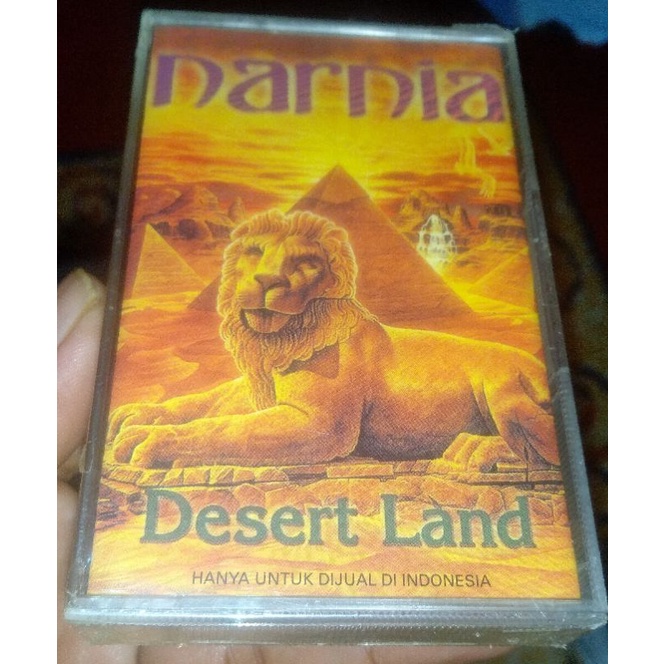 narnia
Desert Land
HANYA UNTUK DIJUAL DI INDONESIA